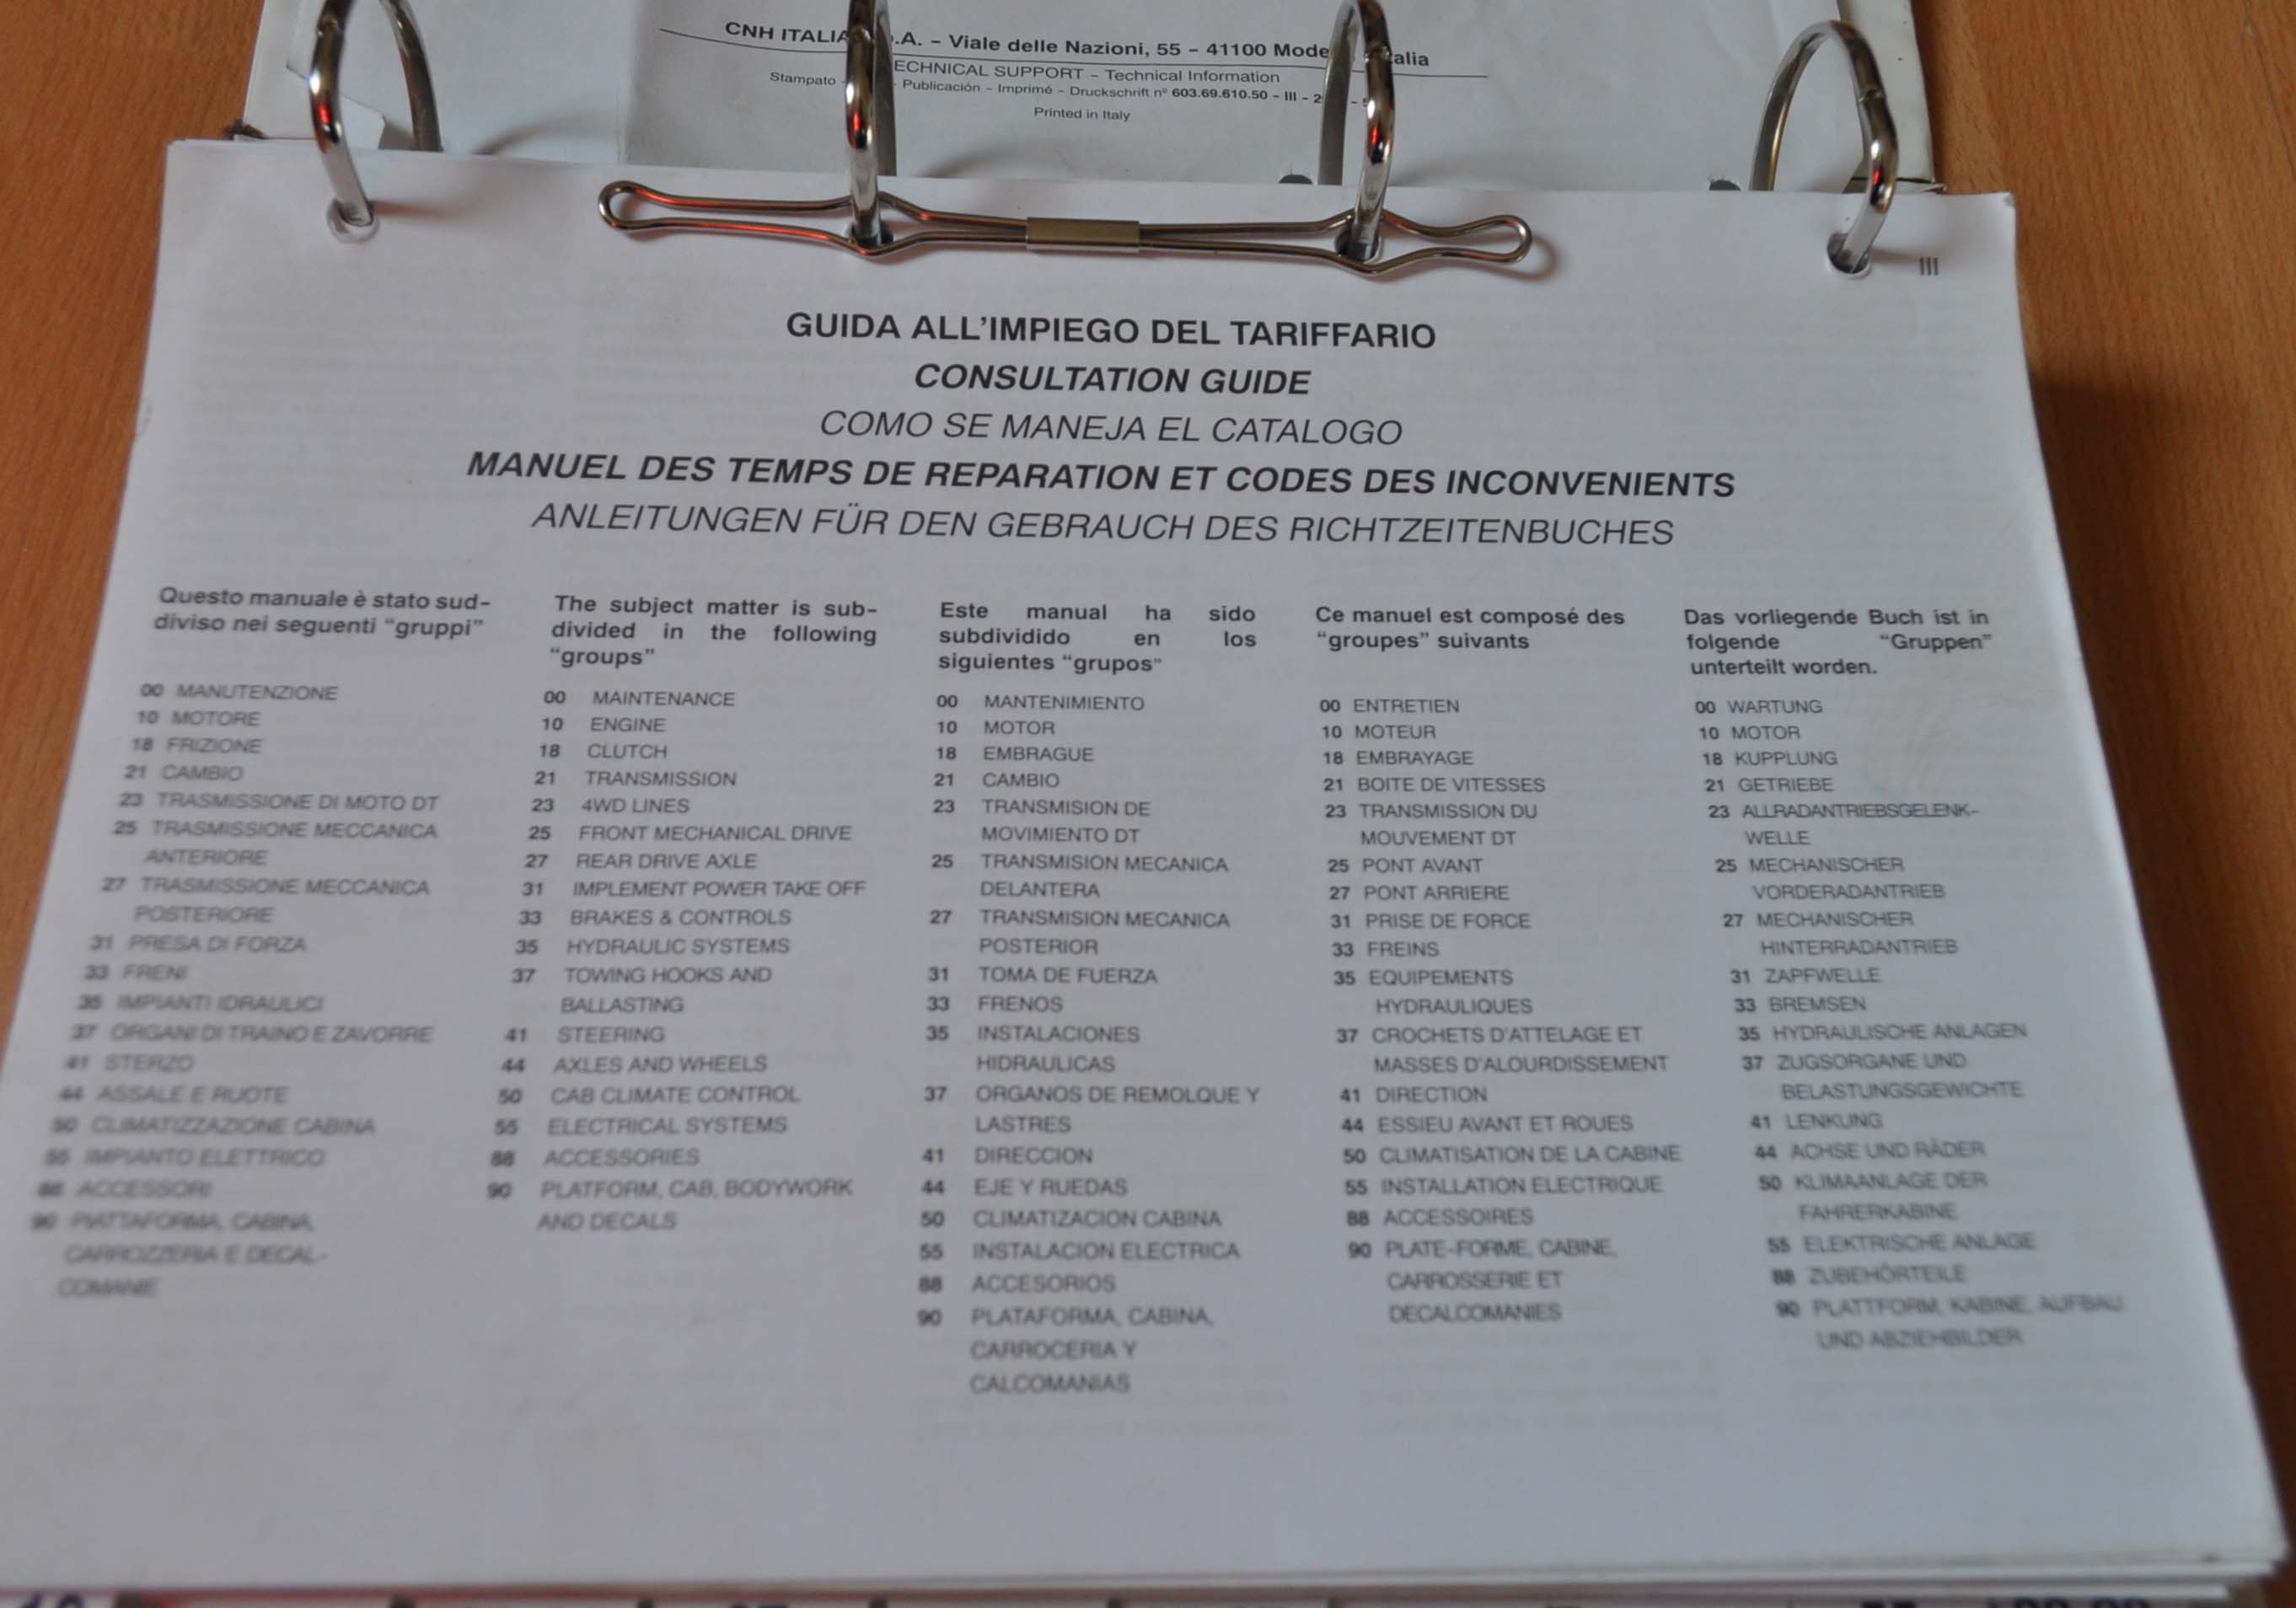 CNH ITALIA .A. – Viale delle Nazioni, 55 – 41100 Mode alia
ECHNICAL SUPPORT – Technical Information
Stampato - Publicación – Imprimé – Druckschrift nº 603.69.610.50 – III – 2
Printed in Italy
III
GUIDA ALL'IMPIEGO DEL TARIFFARIO
CONSULTATION GUIDE
COMO SE MANEJA EL CATALOGO
MANUEL DES TEMPS DE REPARATION ET CODES DES INCONVENIENTS
ANLEITUNGEN FÜR DEN GEBRAUCH DES RICHTZEITENBUCHES
Questo manuale è stato sud-
diviso nei seguenti "gruppi"
00 MANUTENZIONE
10 MOTORE
18 FRIZIONE
21 CAMBIO
23 TRASMISSIONE DI MOTO DT
25 TRASMISSIONE MECCANICA
ANTERIORE
27 TRASMISSIONE MECCANICA
POSTERIORE
31 PRESA DI FORZA
33 FRENI
35 IMPIANTI IDRAULICI
37 ORGANI DI TRAINO E ZAVORRE
41 STERZO
44 ASSALE E RUOTE
50 CLIMATIZZAZIONE CABINA
55 IMPIANTO ELETTRICO
88 ACCESSORI
90 PIATTAFORMA, CABINA,
CARROZZERIA E DECAL-
COMANIE
The subject matter is sub-
divided in the following
"groups"
00 MAINTENANCE
10 ENGINE
18 CLUTCH
21 TRANSMISSION
23 4WD LINES
25 FRONT MECHANICAL DRIVE
27 REAR DRIVE AXLE
31 IMPLEMENT POWER TAKE OFF
33 BRAKES & CONTROLS
35 HYDRAULIC SYSTEMS
37 TOWING HOOKS AND
BALLASTING
41 STEERING
44 AXLES AND WHEELS
50 CAB CLIMATE CONTROL
55 ELECTRICAL SYSTEMS
88 ACCESSORIES
90 PLATFORM, CAB, BODYWORK
AND DECALS
Este manual ha sido
subdividido en los
siguientes "grupos"
00 MANTENIMIENTO
10 MOTOR
18 EMBRAGUE
21 CAMBIO
23 TRANSMISION DE
MOVIMIENTO DT
25 TRANSMISION MECANICA
DELANTERA
27 TRANSMISION MECANICA
POSTERIOR
31 TOMA DE FUERZA
33 FRENOS
35 INSTALACIONES
HIDRAULICAS
37 ORGANOS DE REMOLQUE Y
LASTRES
41 DIRECCION
44 EJE Y RUEDAS
50 CLIMATIZACION CABINA
55 INSTALACION ELECTRICA
88 ACCESORIOS
90 PLATAFORMA, CABINA,
CARROCERIA Y
CALCOMANIAS
Ce manuel est composé des
"groupes" suivants
00 ENTRETIEN
10 MOTEUR
18 EMBRAYAGE
21 BOITE DE VITESSES
23 TRANSMISSION DU
MOUVEMENT DT
25 PONT AVANT
27 PONT ARRIERE
31 PRISE DE FORCE
33 FREINS
35 EQUIPEMENTS
HYDRAULIQUES
37 CROCHETS D'ATTELAGE ET
MASSES D'ALOURDISSEMENT
41 DIRECTION
44 ESSIEU AVANT ET ROUES
50 CLIMATISATION DE LA CABINE
55 INSTALLATION ELECTRIQUE
88 ACCESSOIRES
90 PLATE-FORME, CABINE,
CARROSSERIE ET
DECALCOMANIES
Das vorliegende Buch ist in
folgende "Gruppen"
unterteilt worden.
00 WARTUNG
10 MOTOR
18 KUPPLUNG
21 GETRIEBE
23 ALLRADANTRIEBSGELENK-
WELLE
25 MECHANISCHER
VORDERADANTRIEB
27 MECHANISCHER
HINTERRADANTRIEB
31 ZAPFWELLE
33 BREMSEN
35 HYDRAULISCHE ANLAGEN
37 ZUGSORGANE UND
BELASTUNGSGEWICHTE
41 LENKUNG
44 ACHSE UND RÄDER
50 KLIMAANLAGE DER
FAHRERKABINE
55 ELEKTRISCHE ANLAGE
88 ZUBEHÖRTEILE
90 PLATTFORM, KABINE, AUFBAU
UND ABZIEHBILDER